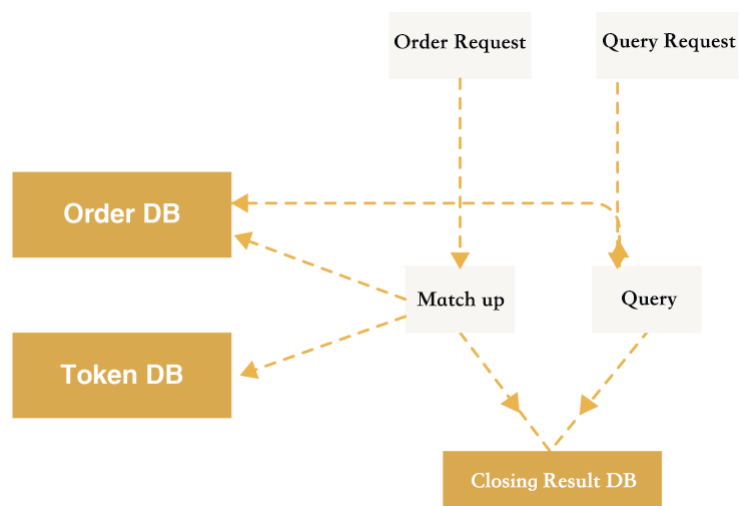 Order Request
Query Request
Order DB
Match up
Query
Token DB
Closing Result DB